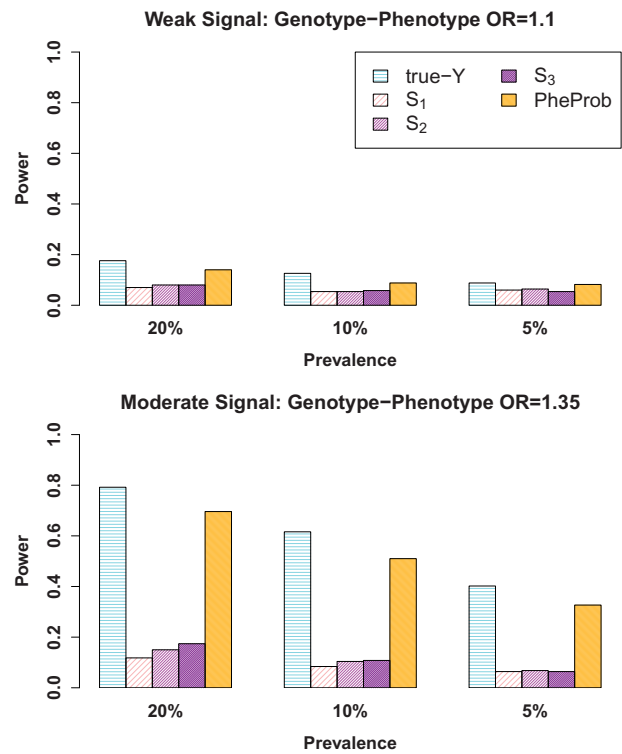 Weak Signal: Genotype−Phenotype OR=1.1
1.0
0.8
0.6
0.4
0.2
0.0
Power
true−Y
S1
S2
S3
PheProb
20%
10%
5%
Prevalence
Moderate Signal: Genotype−Phenotype OR=1.35
1.0
0.8
0.6
0.4
0.2
0.0
Power
20%
10%
5%
Prevalence